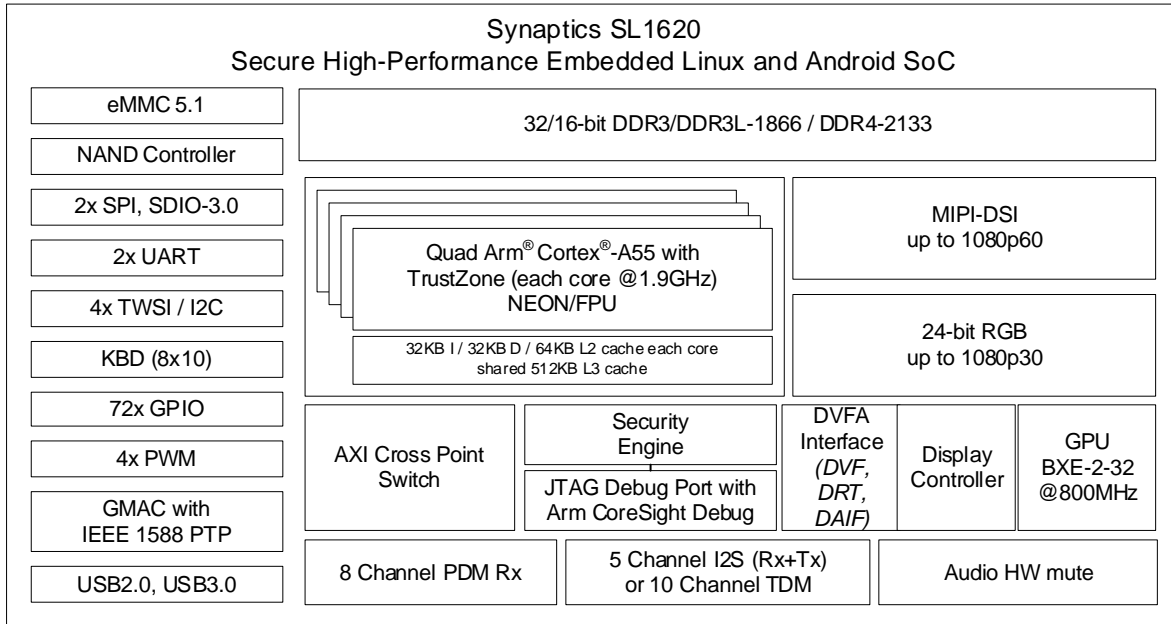 Synaptics SL1620
Secure High-Performance Embedded Linux and Android SoC
eMMC 5.1
NAND Controller
2x SPI, SDIO-3.0
2x UART
4x TWSI / I2C
KBD (8x10)
72x GPIO
4x PWM
GMAC with
IEEE 1588 PTP
USB2.0, USB3.0
32/16-bit DDR3/DDR3L-1866 / DDR4-2133
Quad Arm® Cortex®-A55 with
TrustZone (each core @1.9GHz)
NEON/FPU
32KB I / 32KB D / 64KB L2 cache each core
shared 512KB L3 cache
MIPI-DSI
up to 1080p60
24-bit RGB
up to 1080p30
AXI Cross Point
Switch
Security
Engine
JTAG Debug Port with
Arm CoreSight Debug
DVFA
Interface
(DVF,
DRT,
DAIF)
Display
Controller
GPU
BXE-2-32
@800MHz
8 Channel PDM Rx
5 Channel I2S (Rx+Tx)
or 10 Channel TDM
Audio HW mute